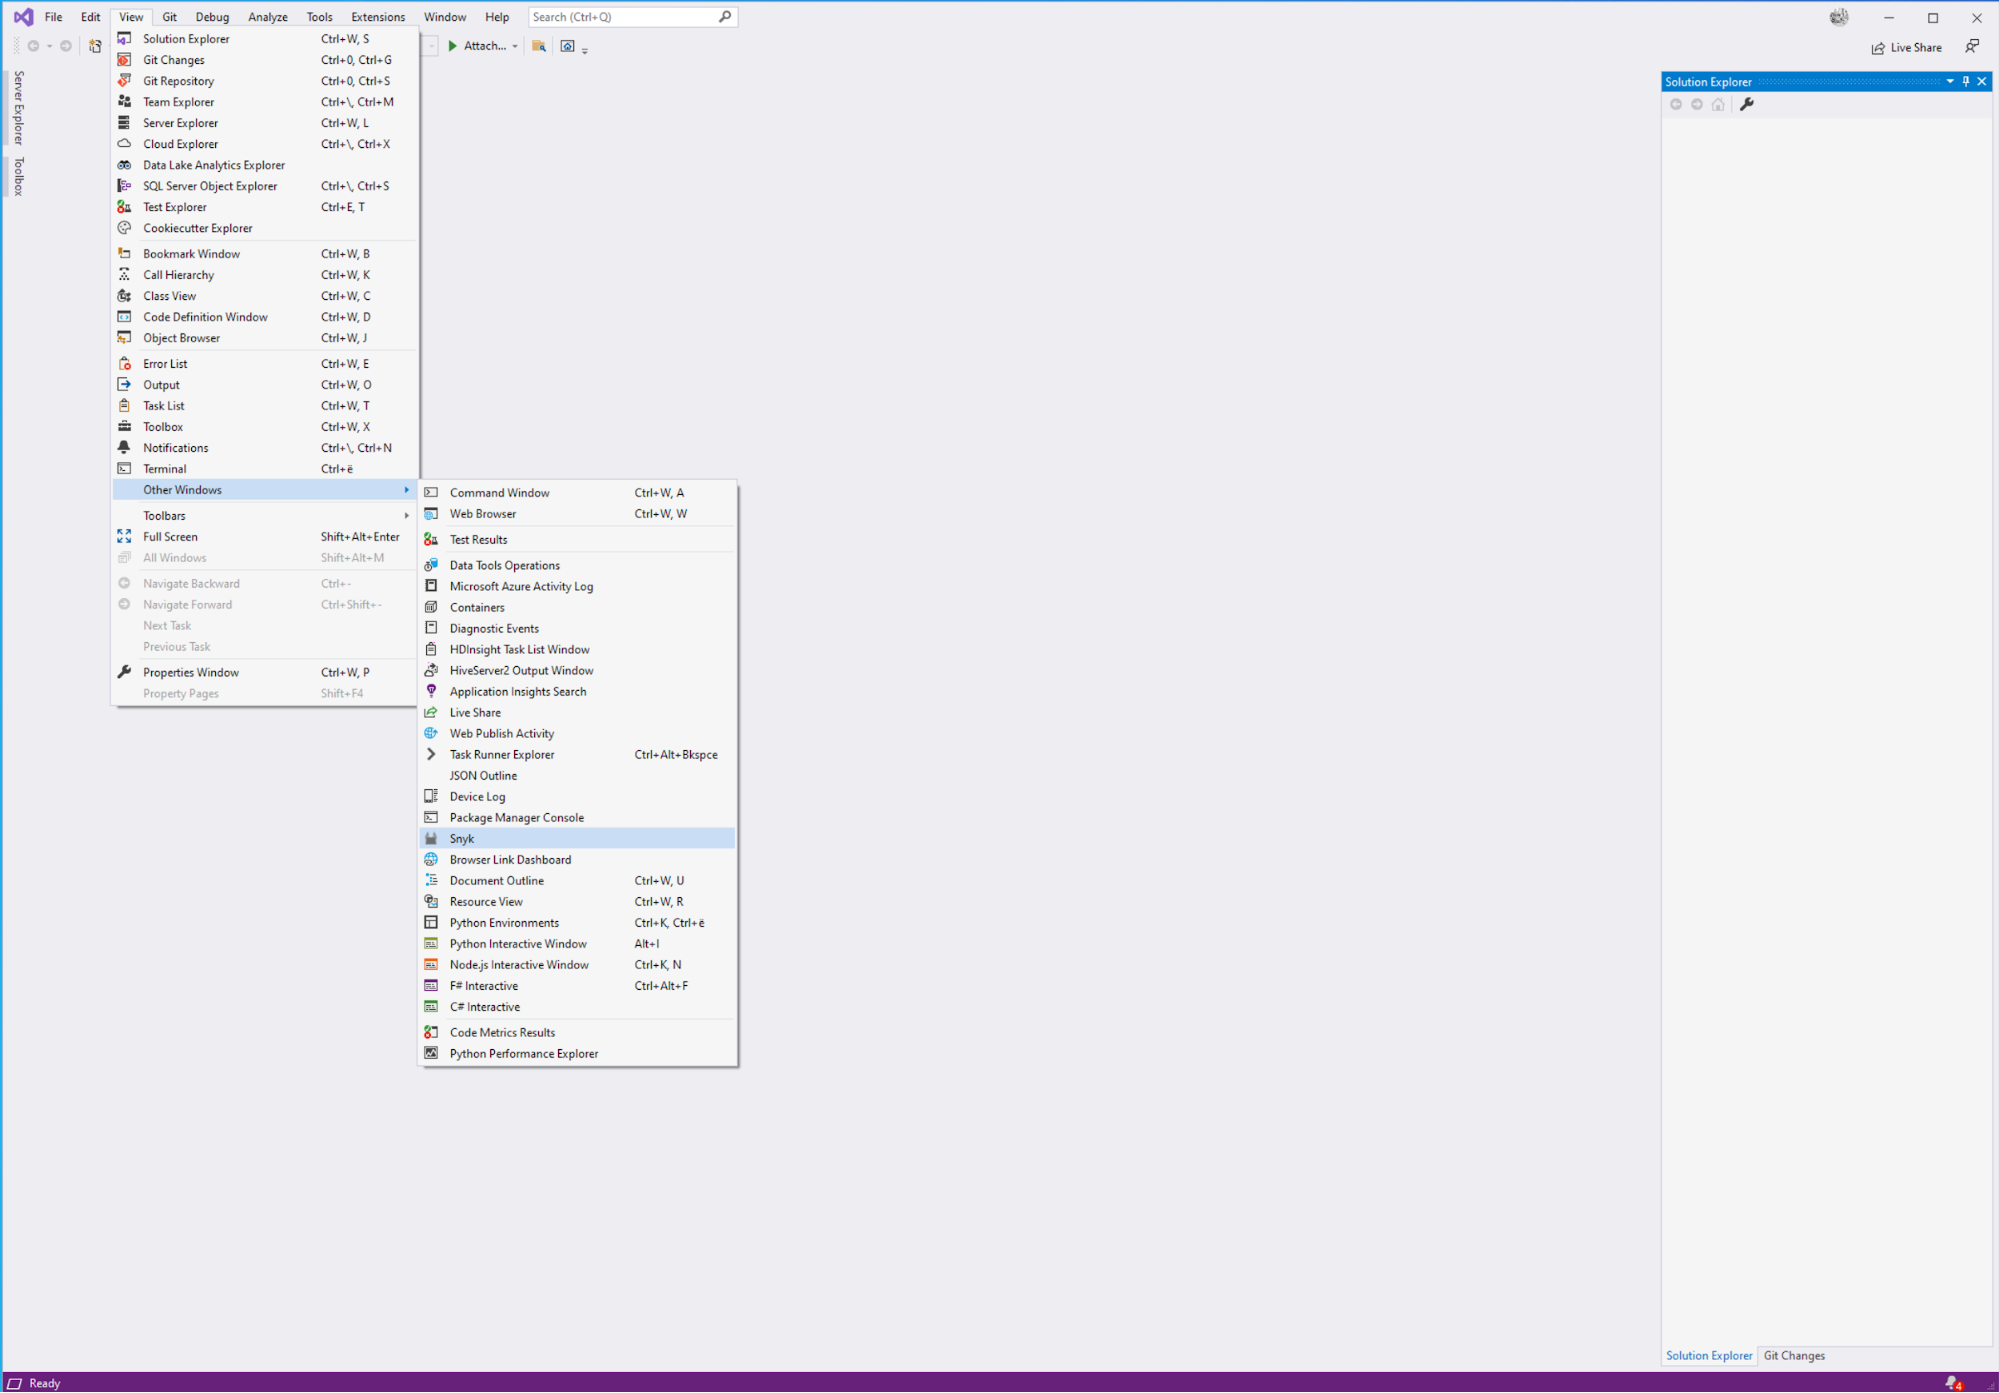 File Edit View Git Debug Analyze Tools Extensions Window Help Search (Ctrl+Q)
Attach...
Live Share
Server Explorer
Toolbox
Solution Explorer Ctrl+W, S
Git Changes Ctrl+0, Ctrl+G
Git Repository Ctrl+0, Ctrl+S
Team Explorer Ctrl+\, Ctrl+M
Server Explorer Ctrl+W, L
Cloud Explorer Ctrl+\, Ctrl+X
Data Lake Analytics Explorer
SQL Server Object Explorer Ctrl+\, Ctrl+S
Test Explorer Ctrl+E, T
Cookiecutter Explorer
Bookmark Window Ctrl+W, B
Call Hierarchy Ctrl+W, K
Class View Ctrl+W, C
Code Definition Window Ctrl+W, D
Object Browser Ctrl+W, J
Error List Ctrl+W, E
Output Ctrl+W, O
Task List Ctrl+W, T
Toolbox Ctrl+W, X
Notifications Ctrl+\, Ctrl+N
Terminal Ctrl+ë
Other Windows
Toolbars
Full Screen Shift+Alt+Enter
All Windows Shift+Alt+M
Navigate Backward Ctrl+-
Navigate Forward Ctrl+Shift+-
Next Task
Previous Task
Properties Window Ctrl+W, P
Property Pages Shift+F4
Command Window Ctrl+W, A
Web Browser Ctrl+W, W
Test Results
Data Tools Operations
Microsoft Azure Activity Log
Containers
Diagnostic Events
HDInsight Task List Window
HiveServer2 Output Window
Application Insights Search
Live Share
Web Publish Activity
Task Runner Explorer Ctrl+Alt+Bkspce
JSON Outline
Device Log
Package Manager Console
Snyk
Browser Link Dashboard
Document Outline Ctrl+W, U
Resource View Ctrl+W, R
Python Environments Ctrl+K, Ctrl+ë
Python Interactive Window Alt+I
Node.js Interactive Window Ctrl+K, N
F# Interactive Ctrl+Alt+F
C# Interactive
Code Metrics Results
Python Performance Explorer
Solution Explorer
Solution Explorer Git Changes
Ready
4